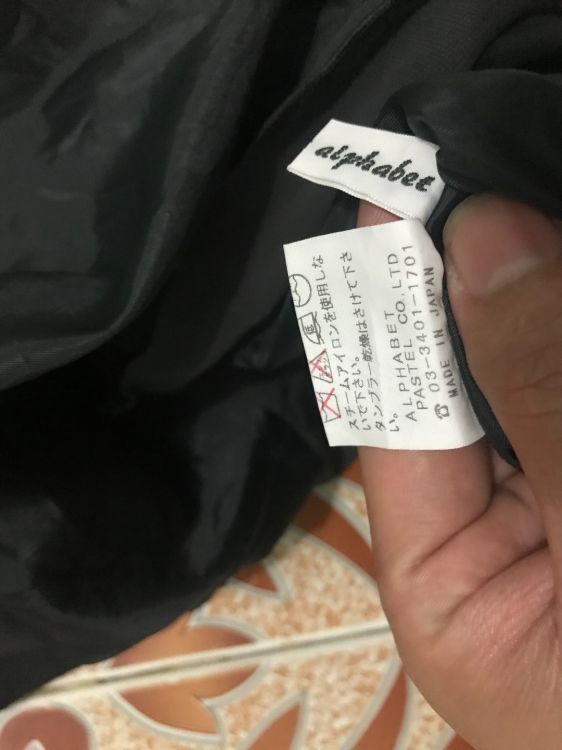 alphabet
スチームアイロンを使用しな
いで下さい。
タンブラー乾燥はさけて下さ
い。
ALPHABET
PASTEL CO.,LTD
☎ 03-3401-1701
MADE IN JAPAN